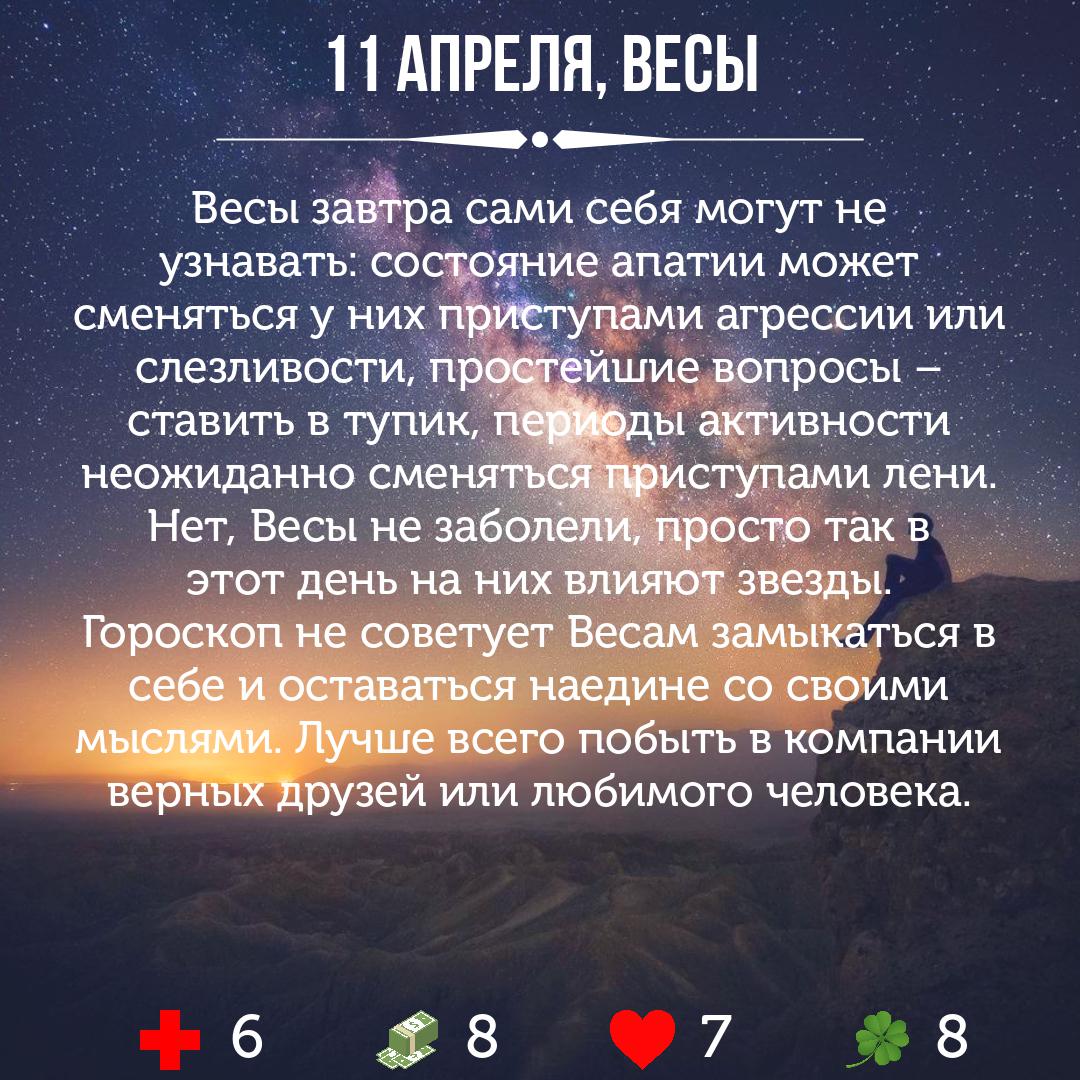 11 АПРЕЛЯ, ВЕСЫ
Весы завтра сами себя могут не
узнавать: состояние апатии может
сменяться у них приступами агрессии или
слезливости, простейшие вопросы –
ставить в тупик, периоды активности
неожиданно сменяться приступами лени.
Нет, Весы не заболели, просто так в
этот день на них влияют звезды.
Гороскоп не советует Весам замыкаться в
себе и оставаться наедине со своими
мыслями. Лучше всего побыть в компании
верных друзей или любимого человека.
6 8 7 8